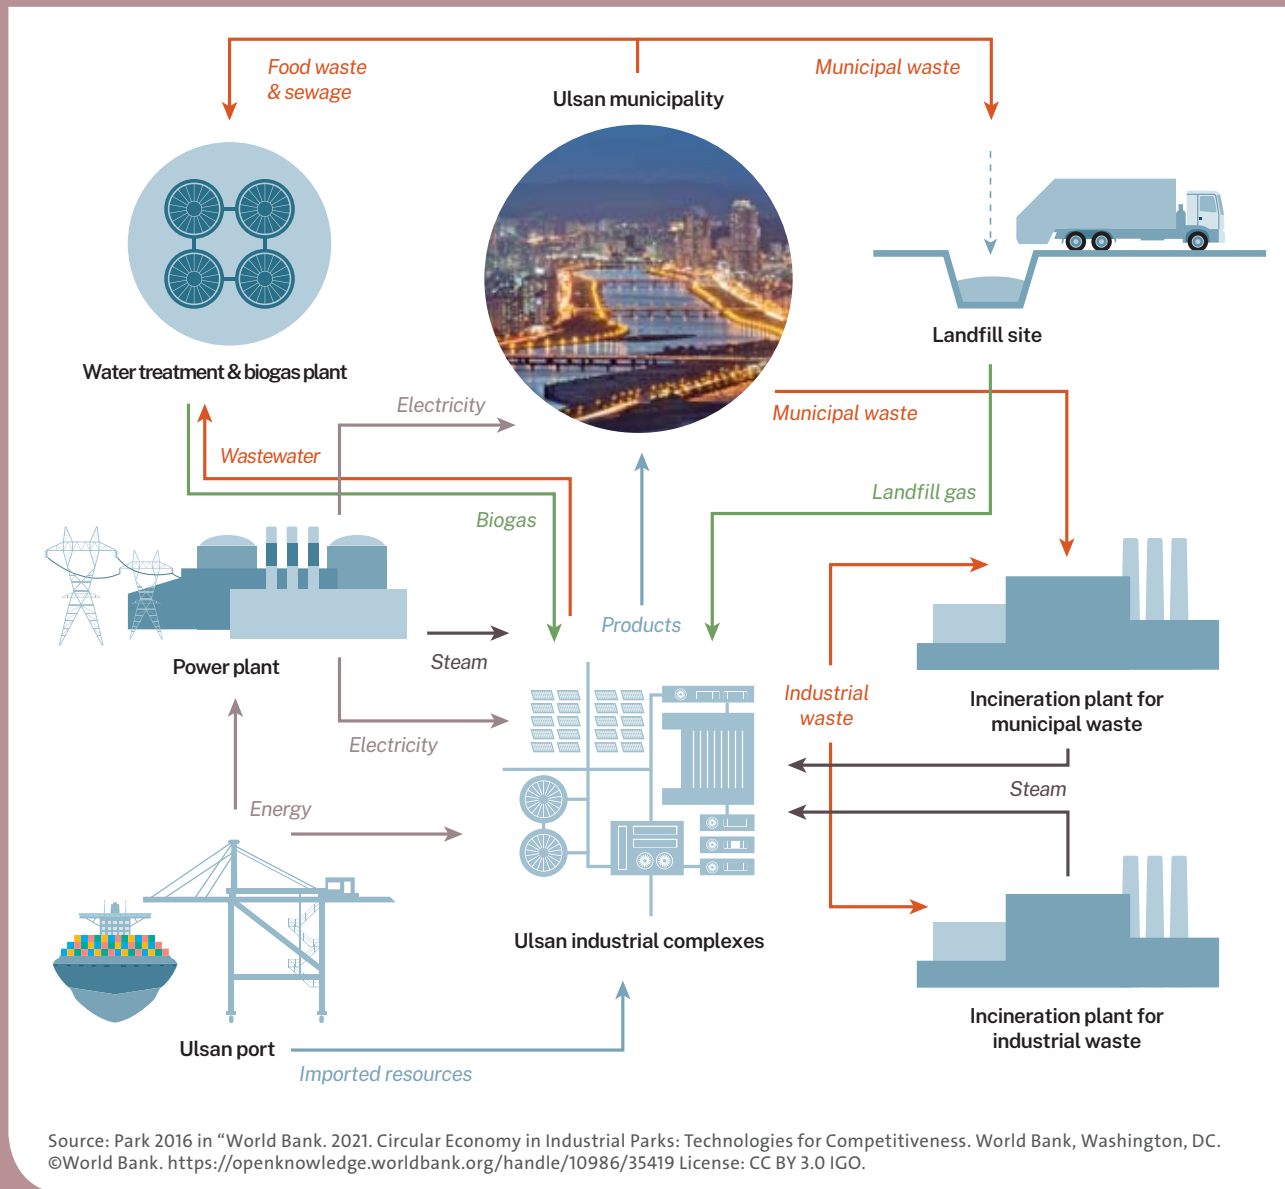 Food waste
& sewage
Municipal waste
Ulsan municipality
Landfill site
Water treatment & biogas plant
Electricity
Municipal waste
Wastewater
Landfill gas
Biogas
Products
Steam
Power plant
Industrial
waste
Incineration plant for
municipal waste
Electricity
Steam
Energy
Ulsan industrial complexes
Incineration plant for
industrial waste
Ulsan port
Imported resources
Source: Park 2016 in “World Bank. 2021. Circular Economy in Industrial Parks: Technologies for Competitiveness. World Bank, Washington, DC.
©World Bank. https://openknowledge.worldbank.org/handle/10986/35419 License: CC BY 3.0 IGO.